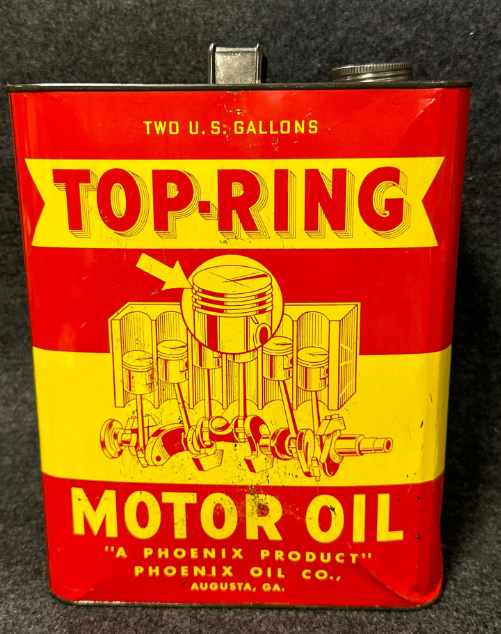 TWO U.S. GALLONS
TOP-RING
MOTOR OIL
"A PHOENIX PRODUCT"
PHOENIX OIL CO.,
AUGUSTA, GA.